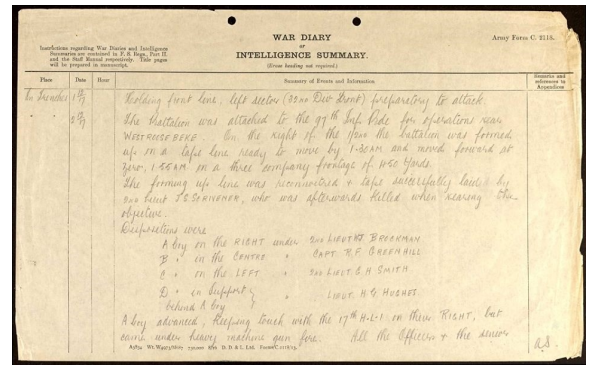 WAR DIARY
or
INTELLIGENCE SUMMARY.
(Erase heading not required.)
Army Form C. 2118.
Instructions regarding War Diaries and Intelligence
Summaries are contained in F. S. Regs., Part II.
and the Staff Manual respectively. Title pages
will be prepared in manuscript.
Place Date Hour Summary of Events and Information Remarks and references to Appendices
In Trenches 1 Holding front line, left sector (32nd Div Front) preparatory to attack.
2 The Battalion was attached to the 97th Inf Bde for operations near
WESTROOSEBEKE. On the night of the the battalion was formed
up on a tape line ready to move by 1.30AM and moved forward at
Zero, 1.55AM on a three company frontage of 450 yards.
The forming up line was reconnoitred & tape successfully laid by
2nd Lieut SCRIVENER, who was afterwards killed when nearing the
objective.
Dispositions were
A Coy on the RIGHT under 2nd LIEUT BROCKMAN
B " in the CENTRE " CAPT. GREENHILL
C " on the LEFT " 2nd LIEUT. G.H SMITH
D " in Support " LIEUT. H.G HUGHES
behind A Coy
A Coy advanced, keeping touch with the 17th H.L.I on their RIGHT, but
came under heavy machine gun fire. All the Officers & the senior
D. D. & L., Ltd.